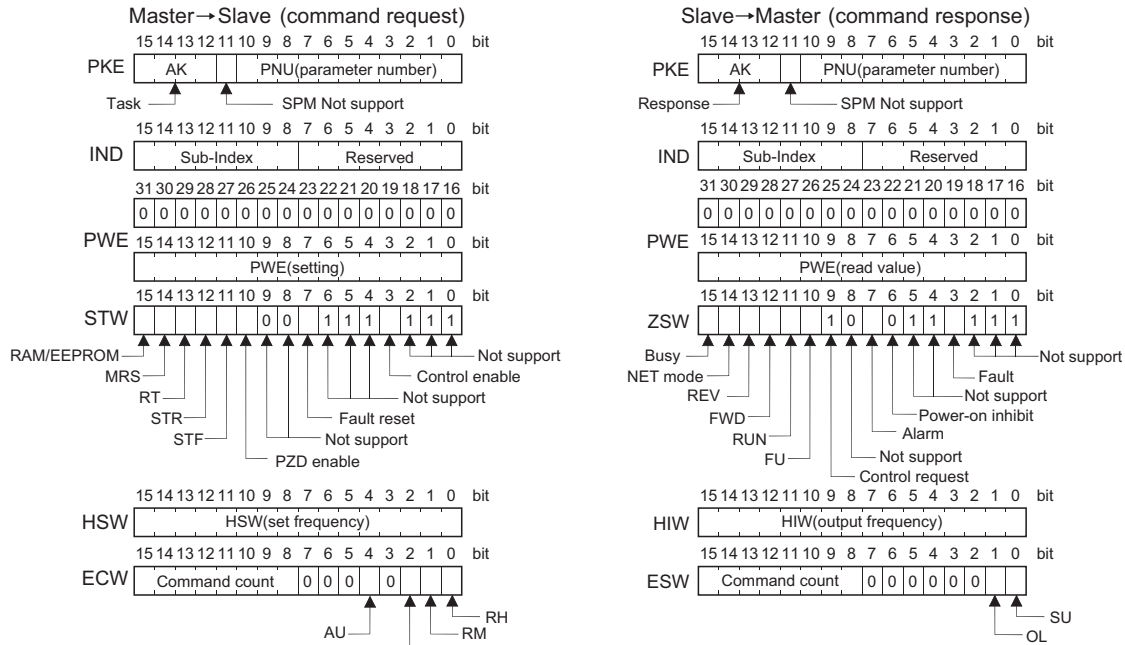 Master→Slave (command request)
15 14 13 12 11 10 9 8 7 6 5 4 3 2 1 0 bit
PKE AK PNU(parameter number)
Task SPM Not support
15 14 13 12 11 10 9 8 7 6 5 4 3 2 1 0 bit
IND Sub-Index Reserved
31 30 29 28 27 26 25 24 23 22 21 20 19 18 17 16 bit
0 0 0 0 0 0 0 0 0 0 0 0 0 0 0 0
PWE 15 14 13 12 11 10 9 8 7 6 5 4 3 2 1 0 bit
PWE(setting)
15 14 13 12 11 10 9 8 7 6 5 4 3 2 1 0 bit
STW 0 0 1 1 1 1 1 1
RAM/EEPROM Not support
MRS Control enable
RT Not support
STR Fault reset
STF Not support
PZD enable
15 14 13 12 11 10 9 8 7 6 5 4 3 2 1 0 bit
HSW HSW(set frequency)
15 14 13 12 11 10 9 8 7 6 5 4 3 2 1 0 bit
ECW Command count 0 0 0 0
RH
AU RM
Slave→Master (command response)
15 14 13 12 11 10 9 8 7 6 5 4 3 2 1 0 bit
PKE AK PNU(parameter number)
Response SPM Not support
15 14 13 12 11 10 9 8 7 6 5 4 3 2 1 0 bit
IND Sub-Index Reserved
31 30 29 28 27 26 25 24 23 22 21 20 19 18 17 16 bit
0 0 0 0 0 0 0 0 0 0 0 0 0 0 0 0
PWE 15 14 13 12 11 10 9 8 7 6 5 4 3 2 1 0 bit
PWE(read value)
15 14 13 12 11 10 9 8 7 6 5 4 3 2 1 0 bit
ZSW 1 0 0 1 1 1 1 1
Busy Not support
NET mode Fault
REV Not support
FWD Power-on inhibit
RUN Alarm
FU Not support
Control request
15 14 13 12 11 10 9 8 7 6 5 4 3 2 1 0 bit
HIW HIW(output frequency)
15 14 13 12 11 10 9 8 7 6 5 4 3 2 1 0 bit
ESW Command count 0 0 0 0 0 0
SU
OL